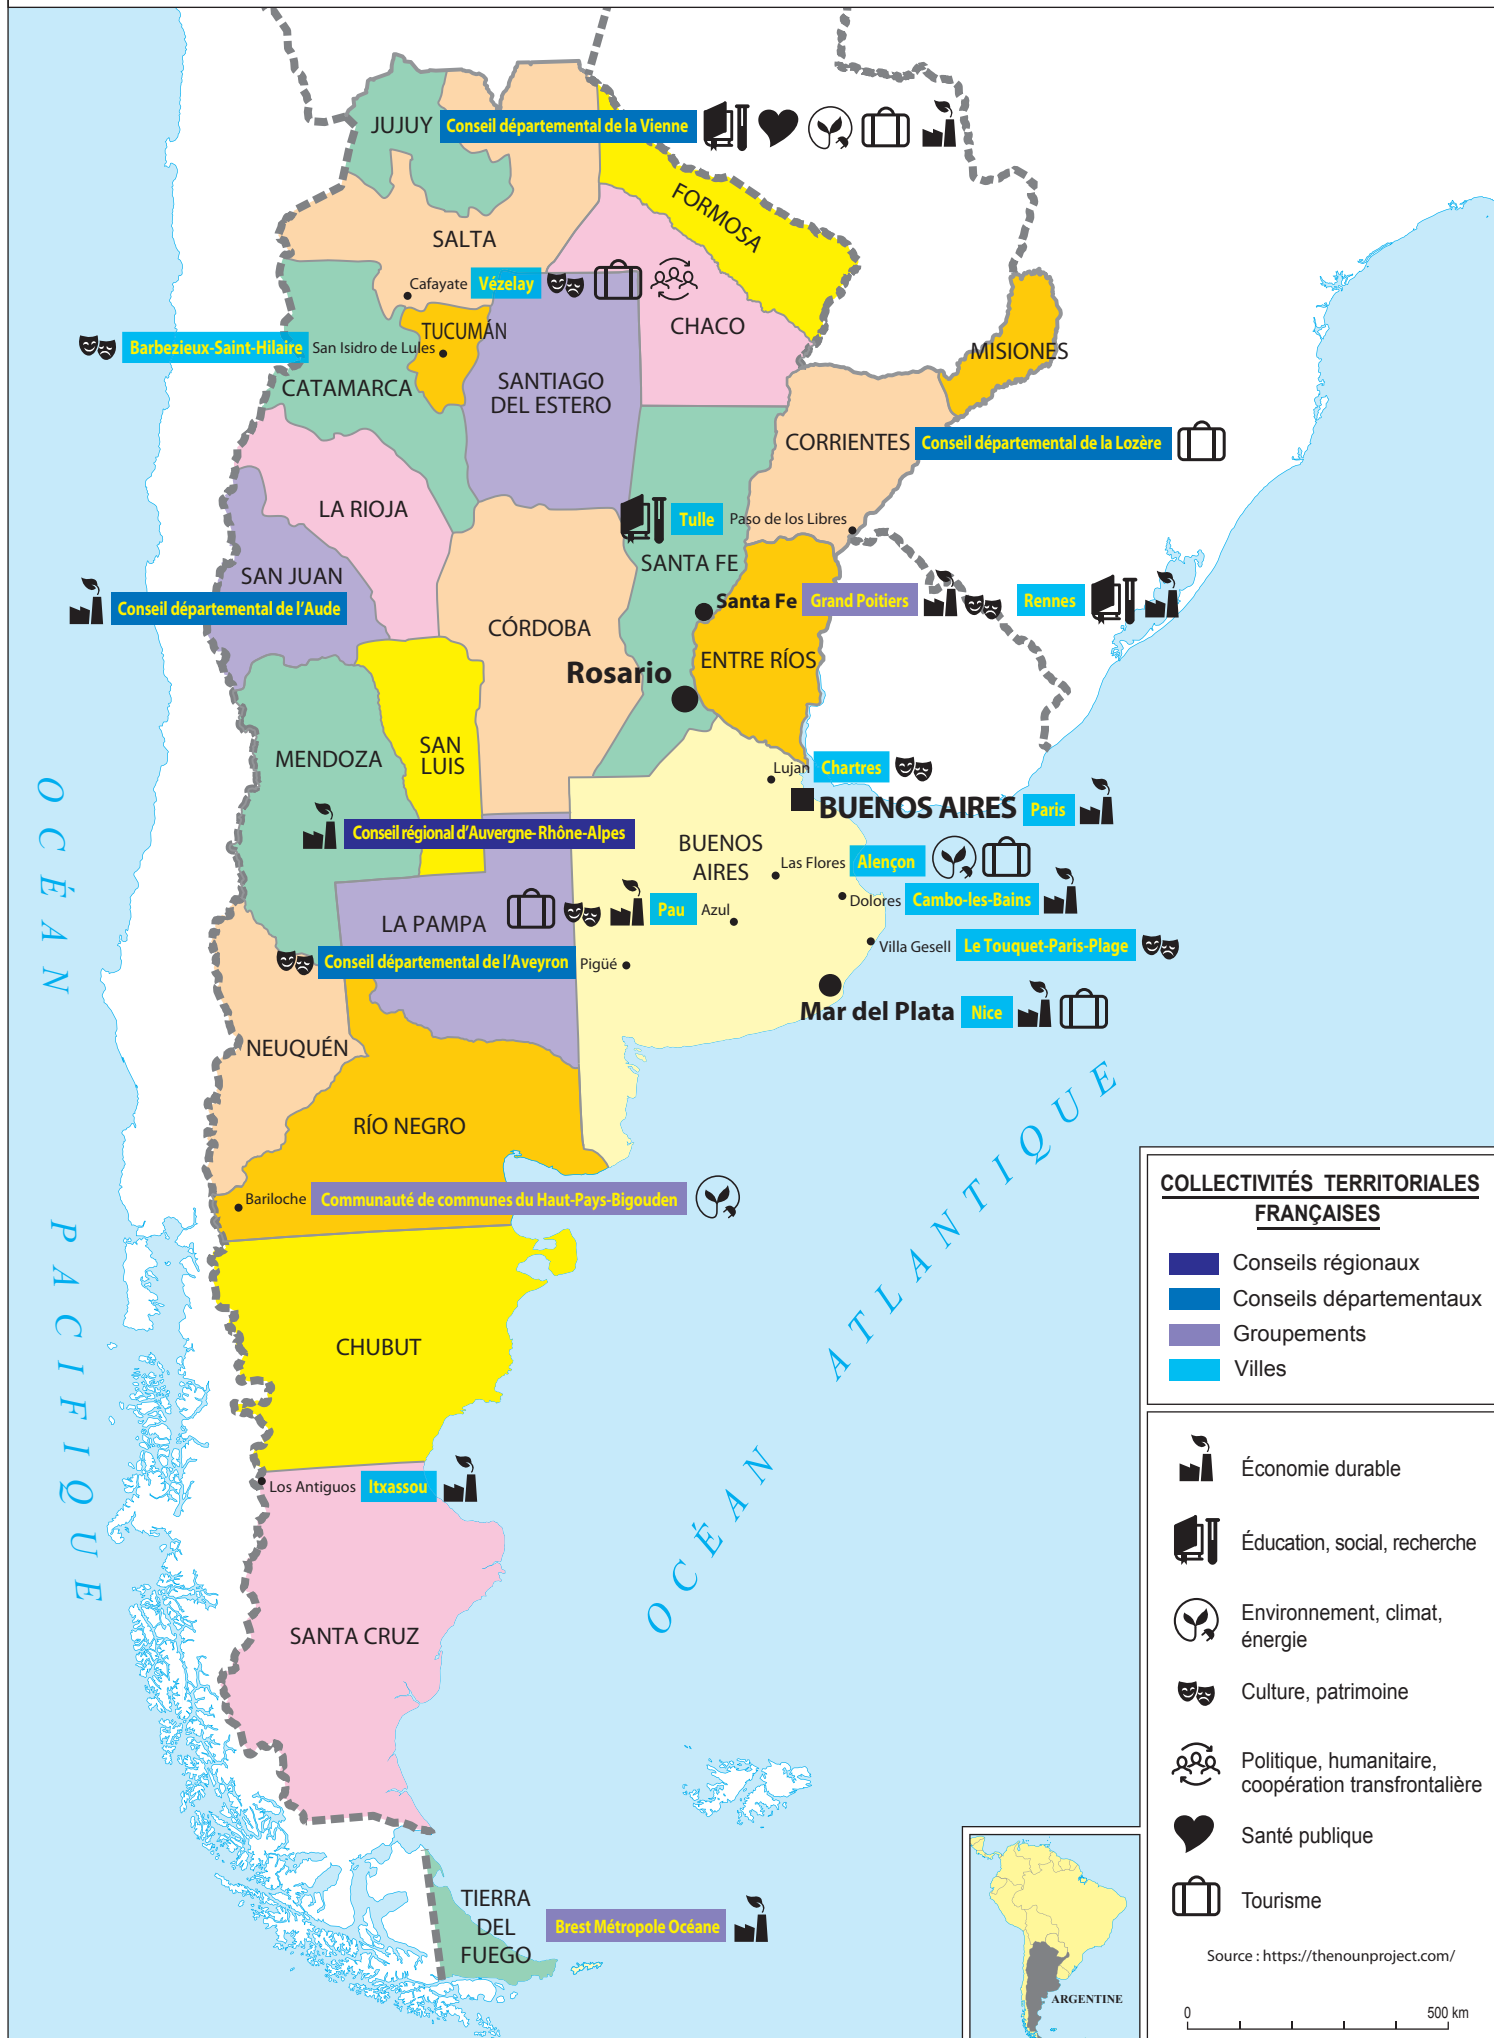 JUJUY
Conseil départemental de la Vienne
FORMOSA
SALTA
Cafayate
Vézelay
CHACO
TUCUMÁN
Barbezieux-Saint-Hilaire
San Isidro de Lules
MISIONES
CATAMARCA
SANTIAGO
DEL ESTERO
CORRIENTES
Conseil départemental de la Lozère
LA RIOJA
Tulle
Paso de los Libres
SANTA FE
SAN JUAN
Conseil départemental de l'Aude
Santa Fe
Grand Poitiers
Rennes
CÓRDOBA
ENTRE RÍOS
Rosario
MENDOZA
SAN
LUIS
Lujan
Chartres
BUENOS AIRES
Paris
Conseil régional d'Auvergne- Rhône-Alpes
BUENOS
AIRES
Las Flores
Alençon
Dolores
Cambo-les-Bains
LA PAMPA
Pau
Azul
Villa Gesell
Le Touquet-Paris-Plage
Conseil départemental de l'Aveyron
Pigüé
Mar del Plata
Nice
NEUQUÉN
RÍO NEGRO
Bariloche
Communauté de communes du Haut-Pays-Bigouden
CHUBUT
Los Antiguos
Itxassou
SANTA CRUZ
TIERRA
DEL
FUEGO
Brest Métropole Océane
OCÉAN
PACIFIQUE
OCÉAN ATLANTIQUE
COLLECTIVITÉS TERRITORIALES
FRANÇAISES
Conseils régionaux
Conseils départementaux
Groupements
Villes
Économie durable
Éducation, social, recherche
Environnement, climat,
énergie
Culture, patrimoine
Politique, humanitaire,
coopération transfrontalière
Santé publique
Tourisme
Source : https://thenounproject.com/
ARGENTINE
0 500 km